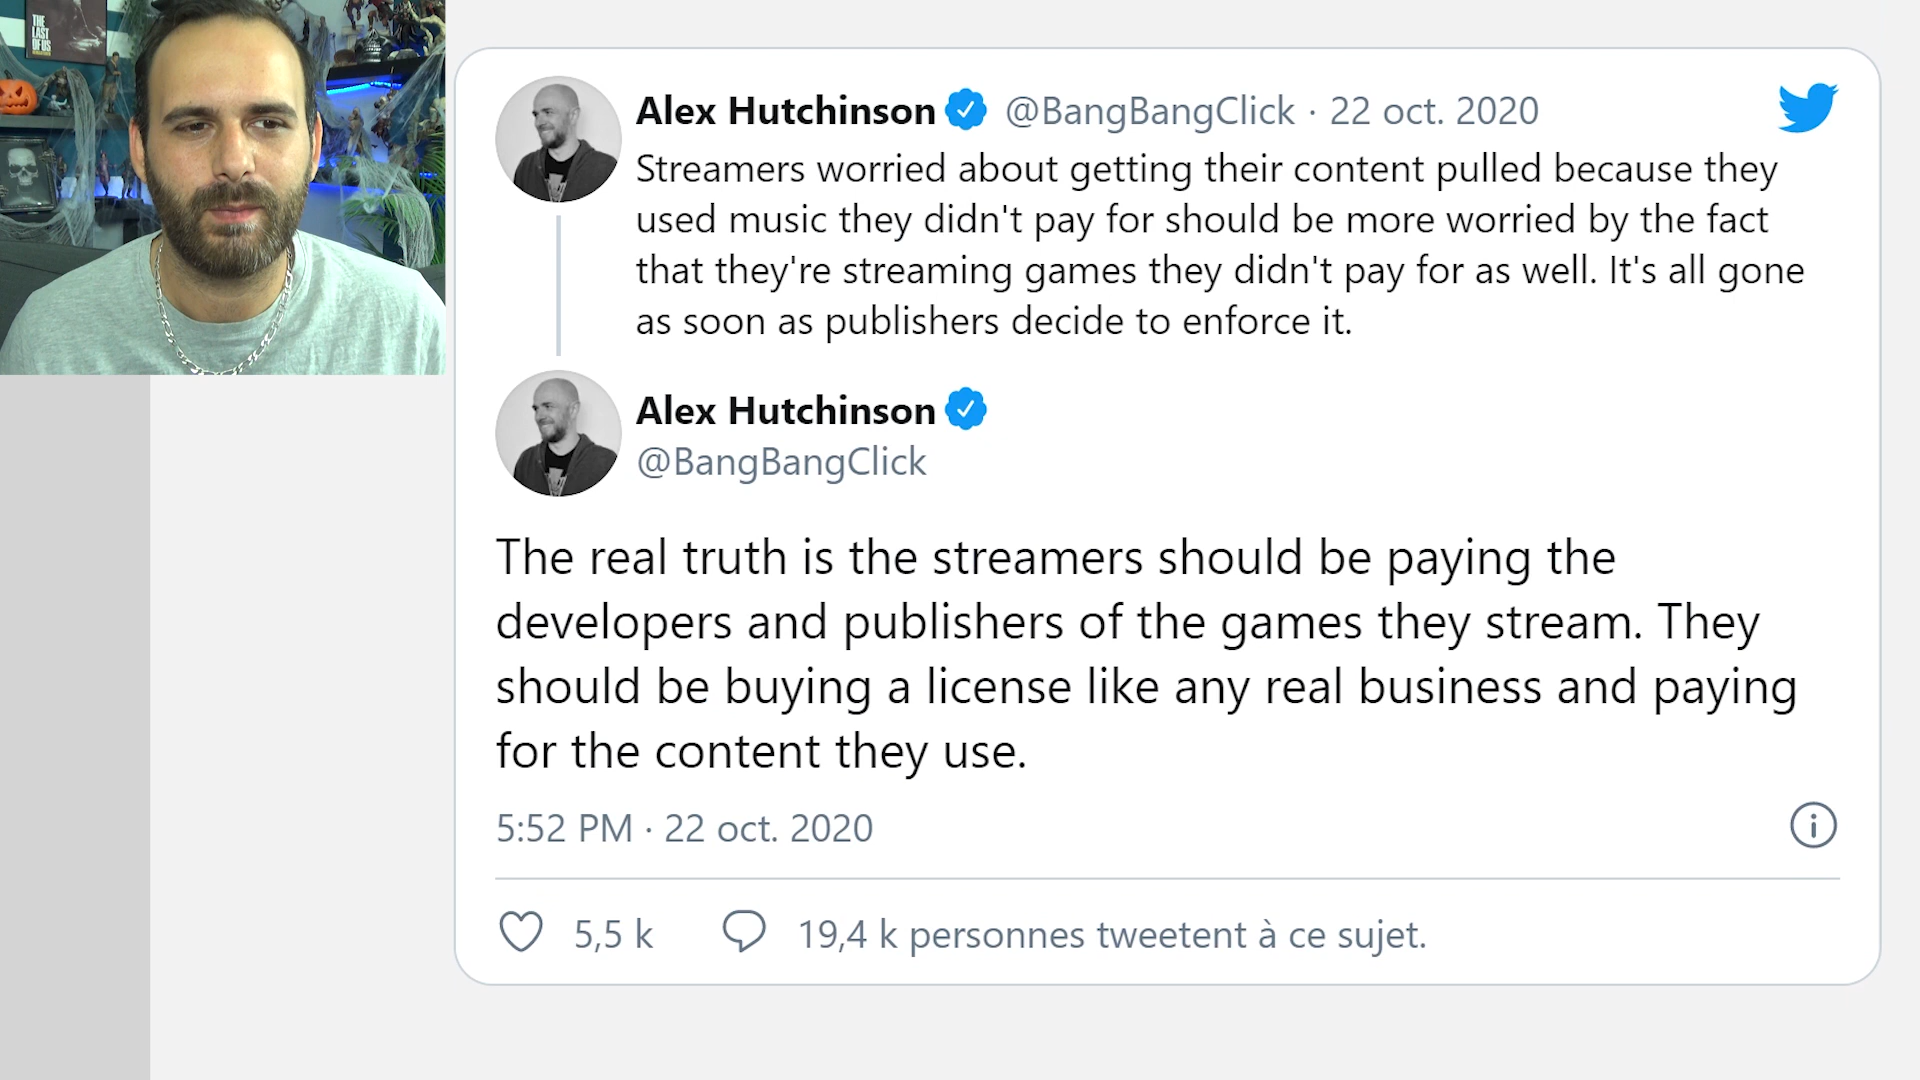 THE
LAST
OF US
Alex Hutchinson @BangBangClick · 22 oct. 2020
Streamers worried about getting their content pulled because they
used music they didn't pay for should be more worried by the fact
that they're streaming games they didn't pay for as well. It's all gone
as soon as publishers decide to enforce it.
Alex Hutchinson
@BangBangClick
The real truth is the streamers should be paying the
developers and publishers of the games they stream. They
should be buying a license like any real business and paying
for the content they use.
5:52 PM · 22 oct. 2020
5,5 k 19,4 k personnes tweetent à ce sujet.